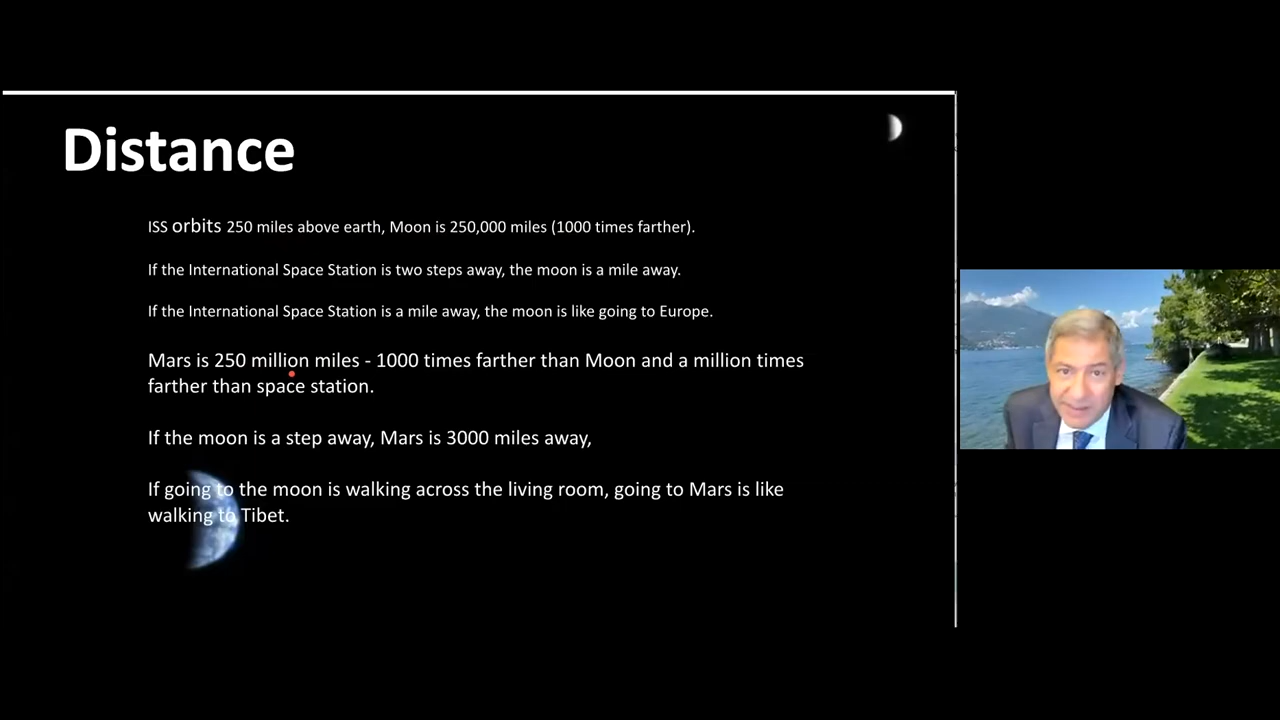 Distance
ISS orbits 250 miles above earth, Moon is 250,000 miles (1000 times farther).
If the International Space Station is two steps away, the moon is a mile away.
If the International Space Station is a mile away, the moon is like going to Europe.
Mars is 250 million miles - 1000 times farther than Moon and a million times
farther than space station.
If the moon is a step away, Mars is 3000 miles away,
If going to the moon is walking across the living room, going to Mars is like
walking to Tibet.